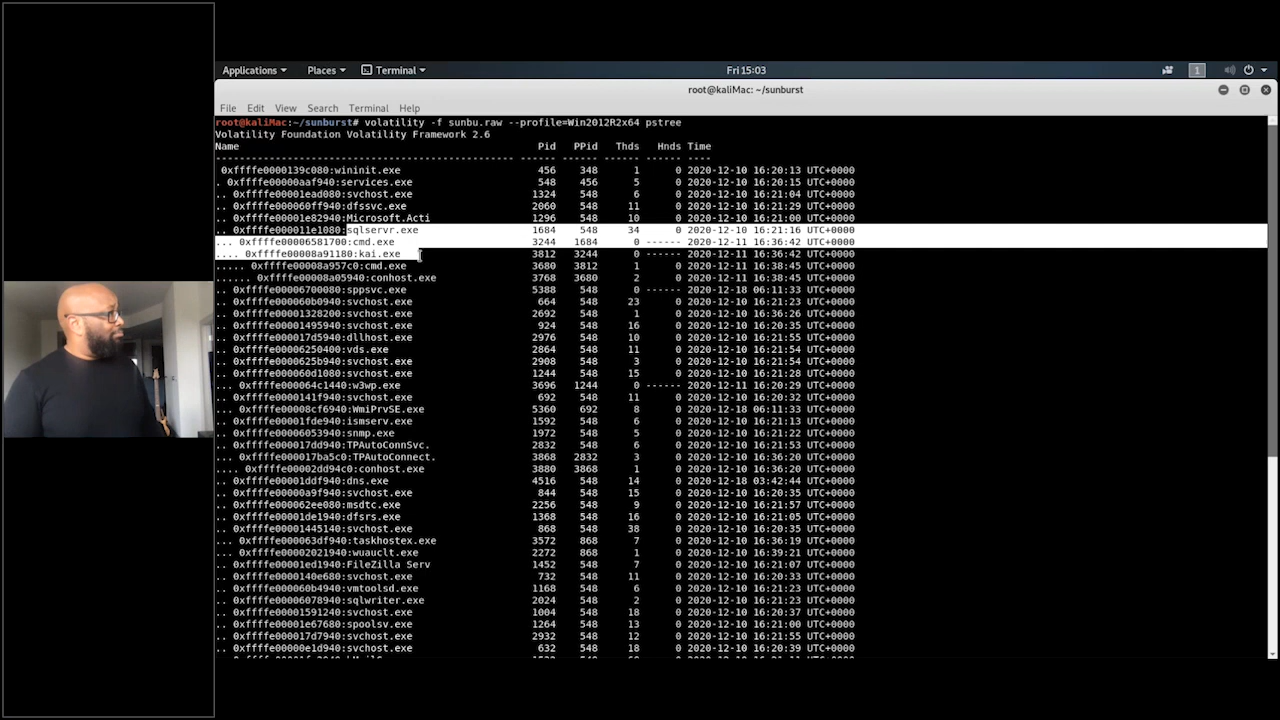 Applications Places Terminal Fri 15:03 1
root@kaliMac: ~/sunburst
File Edit View Search Terminal Help
root@kaliMac:~/sunburst# volatility -f sunbu.raw --profile=Win2012R2x64 pstree
Volatility Foundation Volatility Framework 2.6
Name Pid PPid Thds Hnds Time
-------------------------------------------------- ------ ------ ------ ------ ----
0xffffe0000139c080:wininit.exe 456 348 1 0 2020-12-10 16:20:13 UTC+0000
. 0xffffe00000aaf940:services.exe 548 456 5 0 2020-12-10 16:20:15 UTC+0000
.. 0xffffe00001ead080:svchost.exe 1324 548 6 0 2020-12-10 16:21:04 UTC+0000
.. 0xffffe000060ff940:dfssvc.exe 2060 548 11 0 2020-12-10 16:21:29 UTC+0000
.. 0xffffe00001e82940:Microsoft.Acti 1296 548 10 0 2020-12-10 16:21:00 UTC+0000
.. 0xffffe000011e1080:sqlservr.exe 1684 548 34 0 2020-12-10 16:21:16 UTC+0000
... 0xffffe00006581700:cmd.exe 3244 1684 0 ------ 2020-12-11 16:36:42 UTC+0000
.... 0xffffe00008a91180:kai.exe 3812 3244 0 ------ 2020-12-11 16:36:42 UTC+0000
..... 0xffffe00008a957c0:cmd.exe 3680 3812 1 0 2020-12-11 16:38:45 UTC+0000
...... 0xffffe00008a05940:conhost.exe 3768 3680 2 0 2020-12-11 16:38:45 UTC+0000
.. 0xffffe00006700080:sppsvc.exe 5388 548 0 ------ 2020-12-18 06:11:33 UTC+0000
.. 0xffffe000060b0940:svchost.exe 664 548 23 0 2020-12-10 16:21:23 UTC+0000
.. 0xffffe00001328200:svchost.exe 2692 548 1 0 2020-12-11 16:36:26 UTC+0000
.. 0xffffe00001495940:svchost.exe 924 548 16 0 2020-12-10 16:20:35 UTC+0000
.. 0xffffe000017d5940:dllhost.exe 2976 548 10 0 2020-12-10 16:21:55 UTC+0000
.. 0xffffe00006250400:vds.exe 2864 548 11 0 2020-12-10 16:21:54 UTC+0000
.. 0xffffe0000625b940:svchost.exe 2908 548 3 0 2020-12-10 16:21:54 UTC+0000
.. 0xffffe000060d1080:svchost.exe 1244 548 15 0 2020-12-10 16:21:28 UTC+0000
... 0xffffe000064c1440:w3wp.exe 3696 1244 0 ------ 2020-12-11 16:20:29 UTC+0000
.. 0xffffe0000141f940:svchost.exe 692 548 11 0 2020-12-10 16:20:32 UTC+0000
... 0xffffe00008cf6940:WmiPrvSE.exe 5360 692 8 0 2020-12-18 06:11:33 UTC+0000
.. 0xffffe00001fde940:ismserv.exe 1592 548 6 0 2020-12-10 16:21:13 UTC+0000
.. 0xffffe00006053940:snmp.exe 1972 548 5 0 2020-12-10 16:21:22 UTC+0000
.. 0xffffe000017dd940:TPAutoConnSvc. 2832 548 6 0 2020-12-10 16:21:53 UTC+0000
... 0xffffe000017ba5c0:TPAutoConnect. 3868 2832 3 0 2020-12-10 16:36:20 UTC+0000
.... 0xffffe00002dd94c0:conhost.exe 3880 3868 1 0 2020-12-10 16:36:20 UTC+0000
.. 0xffffe00001ddf940:dns.exe 4516 548 14 0 2020-12-18 03:42:44 UTC+0000
.. 0xffffe00000a9f940:svchost.exe 844 548 15 0 2020-12-10 16:20:35 UTC+0000
.. 0xffffe000062ee080:msdtc.exe 2256 548 9 0 2020-12-10 16:21:57 UTC+0000
.. 0xffffe00001de1940:dfsrs.exe 1368 548 16 0 2020-12-10 16:21:05 UTC+0000
.. 0xffffe00001445140:svchost.exe 868 548 38 0 2020-12-10 16:20:35 UTC+0000
... 0xffffe000063df940:taskhostex.exe 3572 868 7 0 2020-12-10 16:36:19 UTC+0000
... 0xffffe00002021940:wuauclt.exe 2272 868 1 0 2020-12-10 16:39:21 UTC+0000
.. 0xffffe00001ed1940:FileZilla Serv 1452 548 7 0 2020-12-10 16:21:07 UTC+0000
.. 0xffffe0000140e680:svchost.exe 732 548 11 0 2020-12-10 16:20:33 UTC+0000
.. 0xffffe000060b4940:vmtoolsd.exe 1168 548 6 0 2020-12-10 16:21:23 UTC+0000
.. 0xffffe00006078940:sqlwriter.exe 2024 548 2 0 2020-12-10 16:21:23 UTC+0000
.. 0xffffe00001591240:svchost.exe 1004 548 18 0 2020-12-10 16:20:37 UTC+0000
.. 0xffffe00001e67680:spoolsv.exe 1264 548 13 0 2020-12-10 16:21:00 UTC+0000
.. 0xffffe000017d7940:svchost.exe 2932 548 12 0 2020-12-10 16:21:55 UTC+0000
.. 0xffffe00000e1d940:svchost.exe 632 548 18 0 2020-12-10 16:20:39 UTC+0000